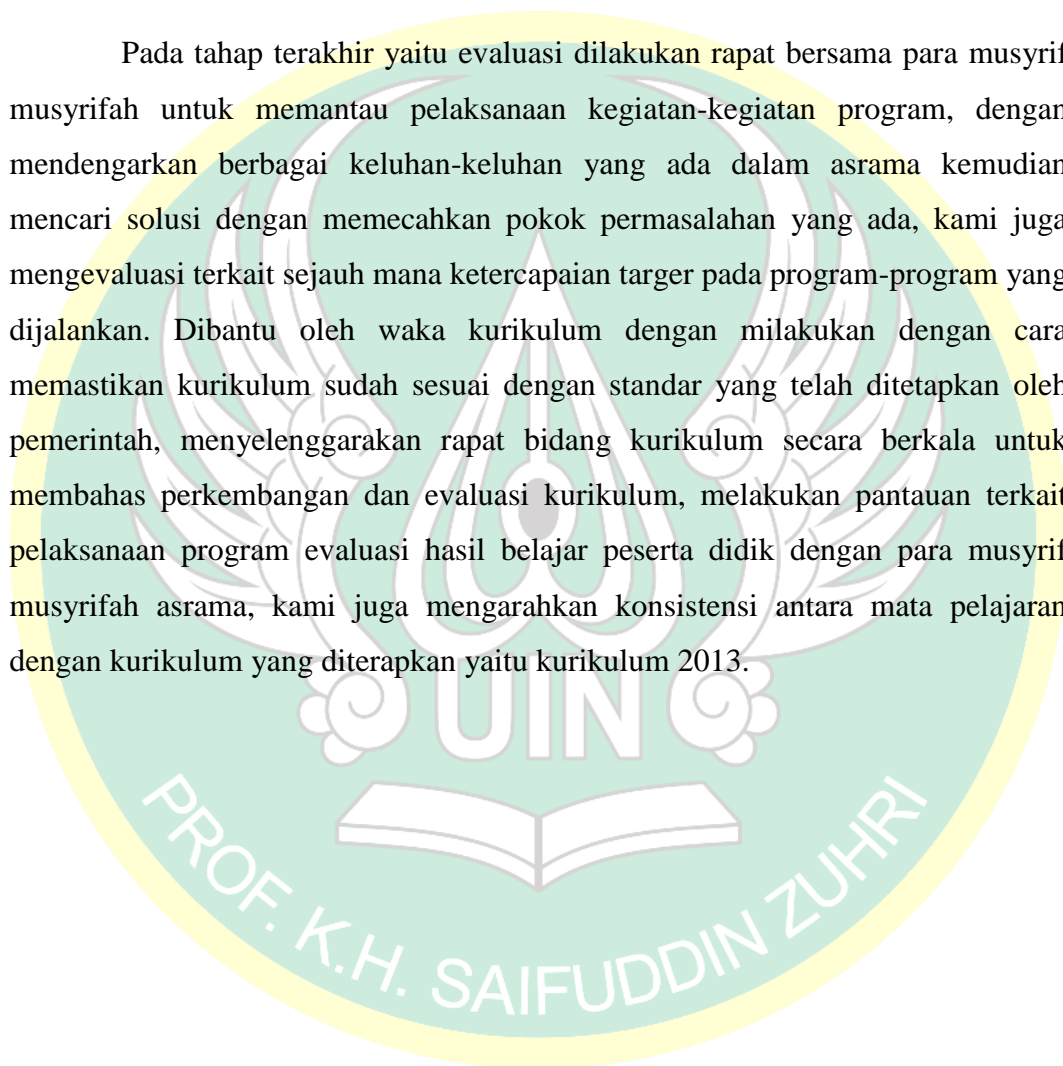 Pada tahap terakhir yaitu evaluasi dilakukan rapat bersama para musyrif
musyrifah untuk memantau pelaksanaan kegiatan-kegiatan program, dengan
mendengarkan berbagai keluhan-keluhan yang ada dalam asrama kemudian
mencari solusi dengan memecahkan pokok permasalahan yang ada, kami juga
mengevaluasi terkait sejauh mana ketercapaian targer pada program-program yang
dijalankan. Dibantu oleh waka kurikulum dengan milakukan dengan cara
memastikan kurikulum sudah sesuai dengan standar yang telah ditetapkan oleh
pemerintah, menyelenggarakan rapat bidang kurikulum secara berkala untuk
membahas perkembangan dan evaluasi kurikulum, melakukan pantauan terkait
pelaksanaan program evaluasi hasil belajar peserta didik dengan para musyrif
musyrifah asrama, kami juga mengarahkan konsistensi antara mata pelajaran
dengan kurikulum yang diterapkan yaitu kurikulum 2013.
UIN
PROF. K.H. SAIFUDDIN ZUHRI